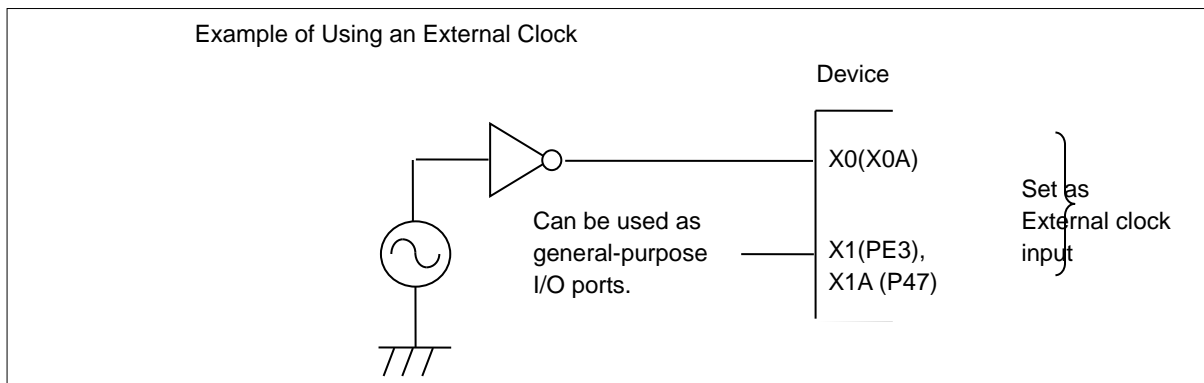 Example of Using an External Clock
Device
X0(X0A)
Can be used as
general-purpose
I/O ports.
X1(PE3),
X1A (P47)
Set as
External clock
input